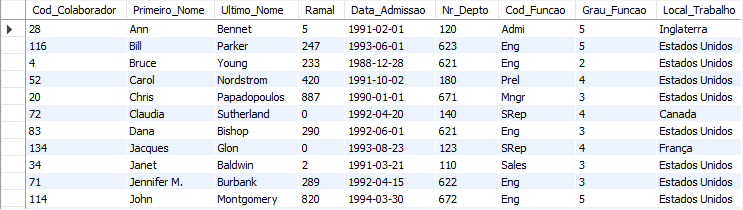 Cod_Colaborador Primeiro_Nome Ultimo_Nome Ramal Data_Admissao Nr_Depto Cod_Funcao Grau_Funcao Local_Trabalho
28 Ann Bennet 5 1991-02-01 120 Admi 5 Inglaterra
116 Bill Parker 247 1993-06-01 623 Eng 5 Estados Unidos
4 Bruce Young 233 1988-12-28 621 Eng 2 Estados Unidos
52 Carol Nordstrom 420 1991-10-02 180 Prel 4 Estados Unidos
20 Chris Papadopoulos 887 1990-01-01 671 Mngr 3 Estados Unidos
72 Claudia Sutherland 0 1992-04-20 140 SRep 4 Canada
83 Dana Bishop 290 1992-06-01 621 Eng 3 Estados Unidos
134 Jacques Glon 0 1993-08-23 123 SRep 4 França
34 Janet Baldwin 2 1991-03-21 110 Sales 3 Estados Unidos
71 Jennifer M. Burbank 289 1992-04-15 622 Eng 3 Estados Unidos
114 John Montgomery 820 1994-03-30 672 Eng 5 Estados Unidos